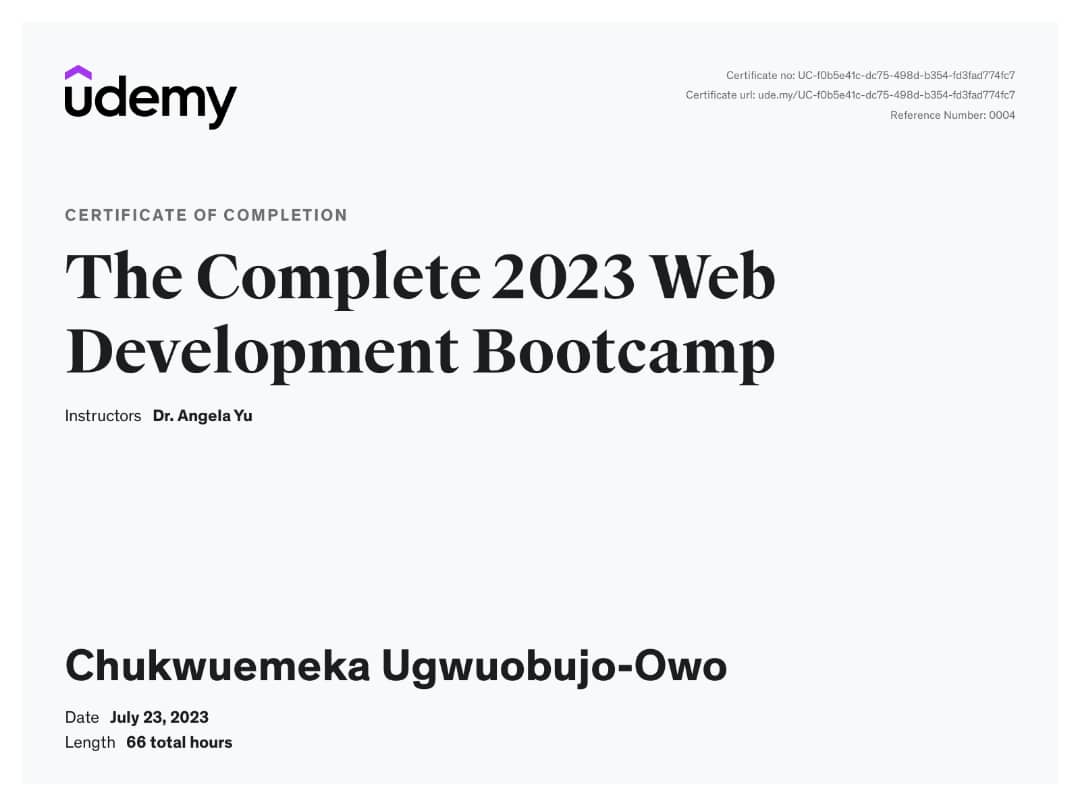 udemy
Certificate no: UC-f0b5e41c-dc75-498d-b354-fd3fad774fc7
Certificate url: ude.my/UC-f0b5e41c-dc75-498d-b354-fd3fad774fc7
Reference Number: 0004
CERTIFICATE OF COMPLETION
The Complete 2023 Web
Development Bootcamp
Instructors Dr. Angela Yu
Chukwuemeka Ugwuobujo-Owo
Date July 23, 2023
Length 66 total hours